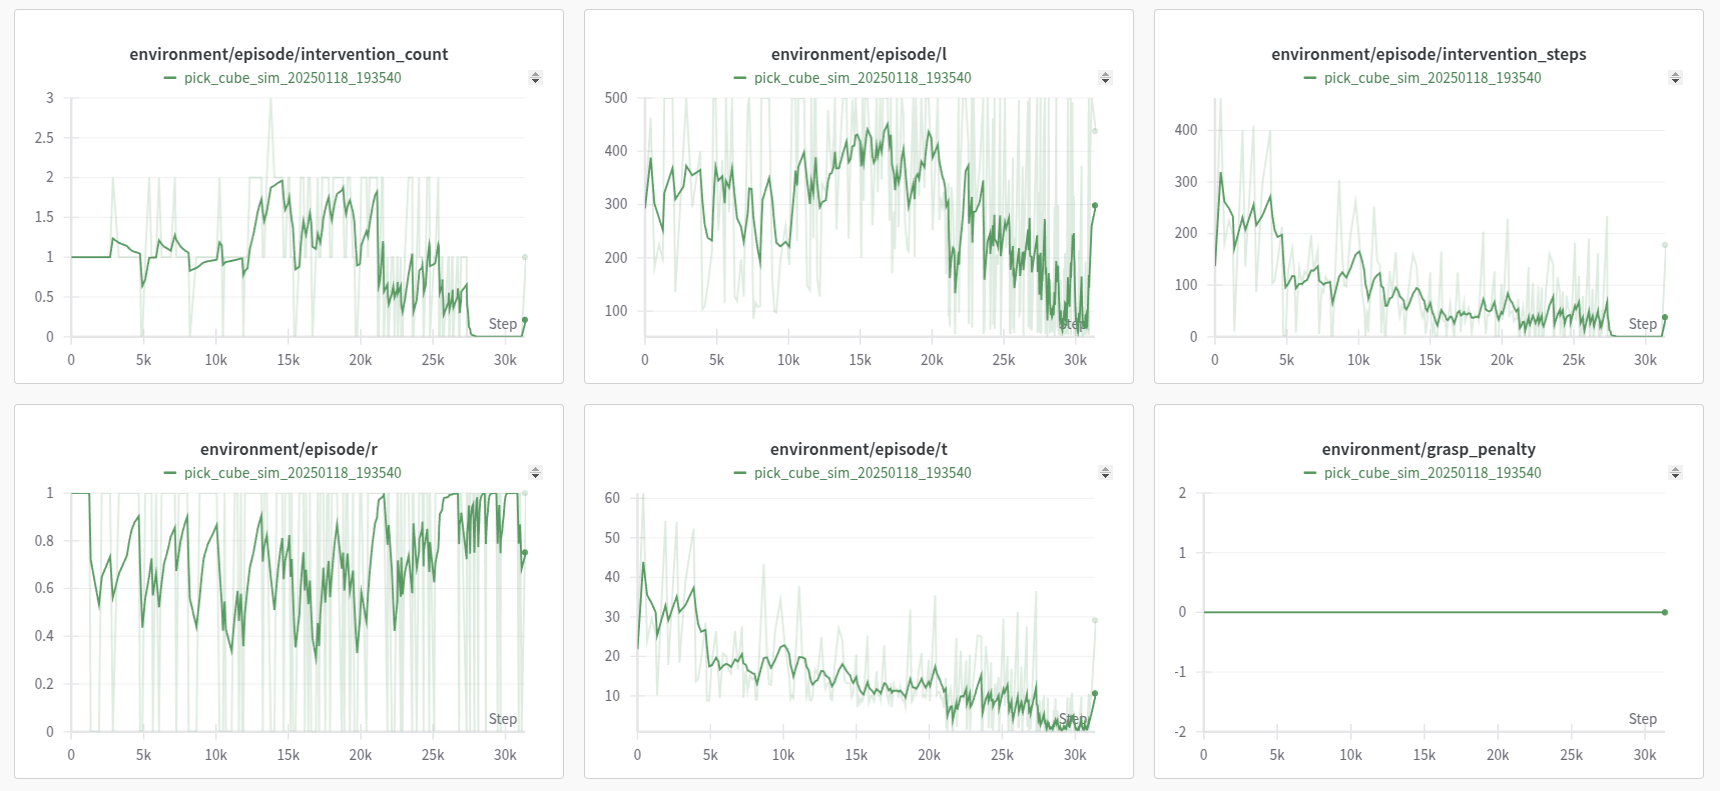 environment/episode/intervention_count
pick_cube_sim_20250118_193540
3
2.5
2
1.5
1
0.5
0
Step
0 5k 10k 15k 20k 25k 30k
environment/episode/l
pick_cube_sim_20250118_193540
500
400
300
200
100
Step
0 5k 10k 15k 20k 25k 30k
environment/episode/intervention_steps
pick_cube_sim_20250118_193540
400
300
200
100
0
Step
0 5k 10k 15k 20k 25k 30k
environment/episode/r
pick_cube_sim_20250118_193540
1
0.8
0.6
0.4
0.2
0
Step
0 5k 10k 15k 20k 25k 30k
environment/episode/t
pick_cube_sim_20250118_193540
60
50
40
30
20
10
Step
0 5k 10k 15k 20k 25k 30k
environment/grasp_penalty
pick_cube_sim_20250118_193540
2
1
0
-1
-2
Step
0 5k 10k 15k 20k 25k 30k